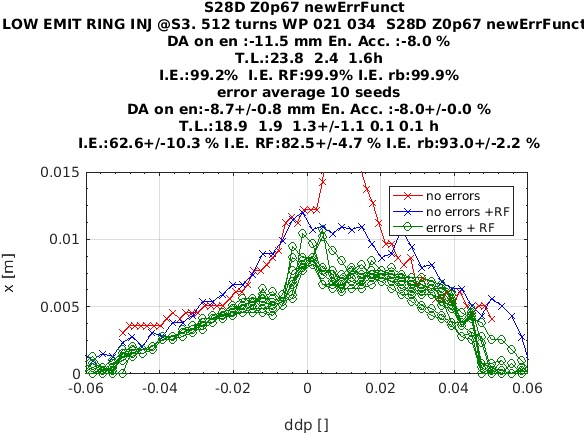 S28D Z0p67 newErrFunct
LOW EMIT RING INJ @S3. 512 turns WP 021 034  S28D Z0p67 newErrFunct
DA on en :-11.5 mm En. Acc. :-8.0 %
T.L.:23.8  2.4  1.6h
I.E.:99.2%  I.E. RF:99.9% I.E. rb:99.9%
error average 10 seeds
DA on en:-8.7+/-0.8 mm En. Acc. :-8.0+/-0.0 %
T.L.:18.9  1.9  1.3+/-1.1 0.1 0.1 h
I.E.:62.6+/-10.3 % I.E. RF:82.5+/-4.7 % I.E. rb:93.0+/-2.2 %
0.015
0.01
0.005
0
x [m]
no errors
no errors +RF
errors + RF
-0.06
-0.04
-0.02
0
0.02
0.04
0.06
ddp []